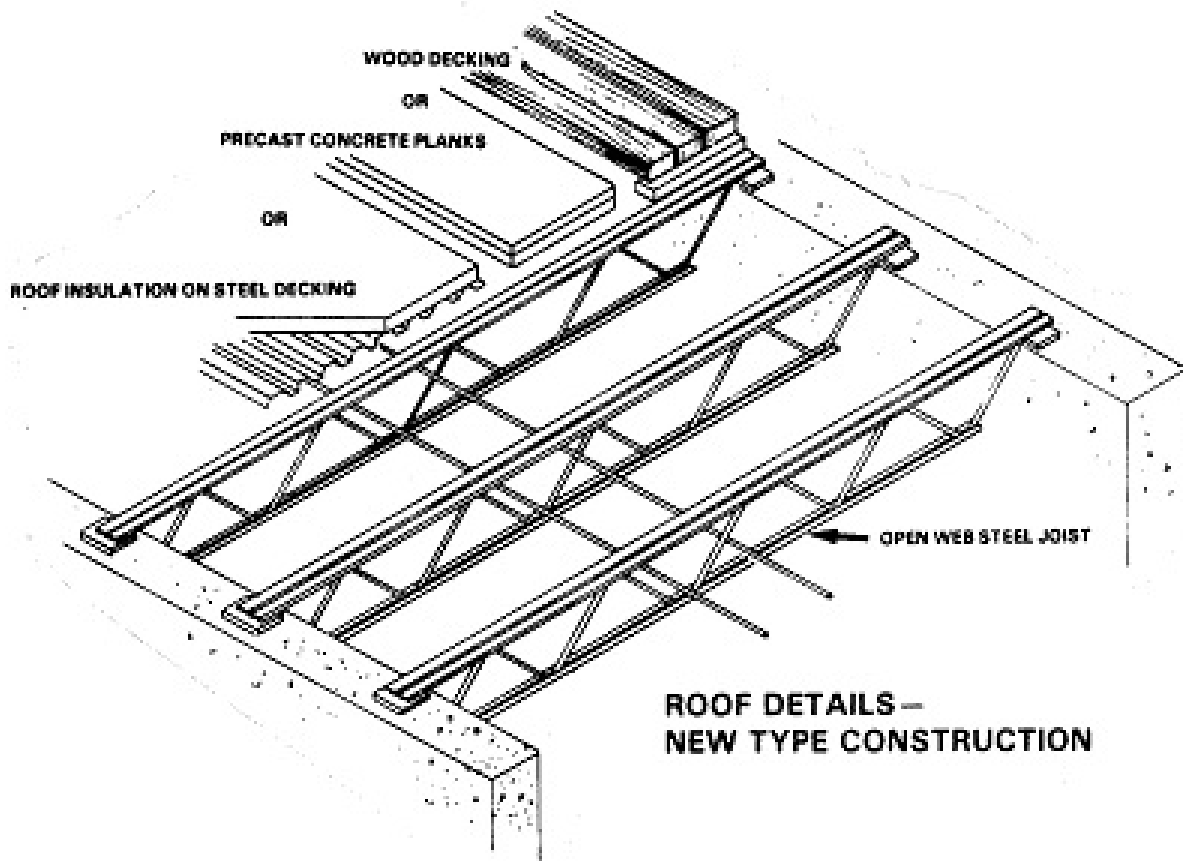 WOOD DECKING
OR
PRECAST CONCRETE PLANKS
OR
ROOF INSULATION ON STEEL DECKING
OPEN WEB STEEL JOIST
ROOF DETAILS —
NEW TYPE CONSTRUCTION